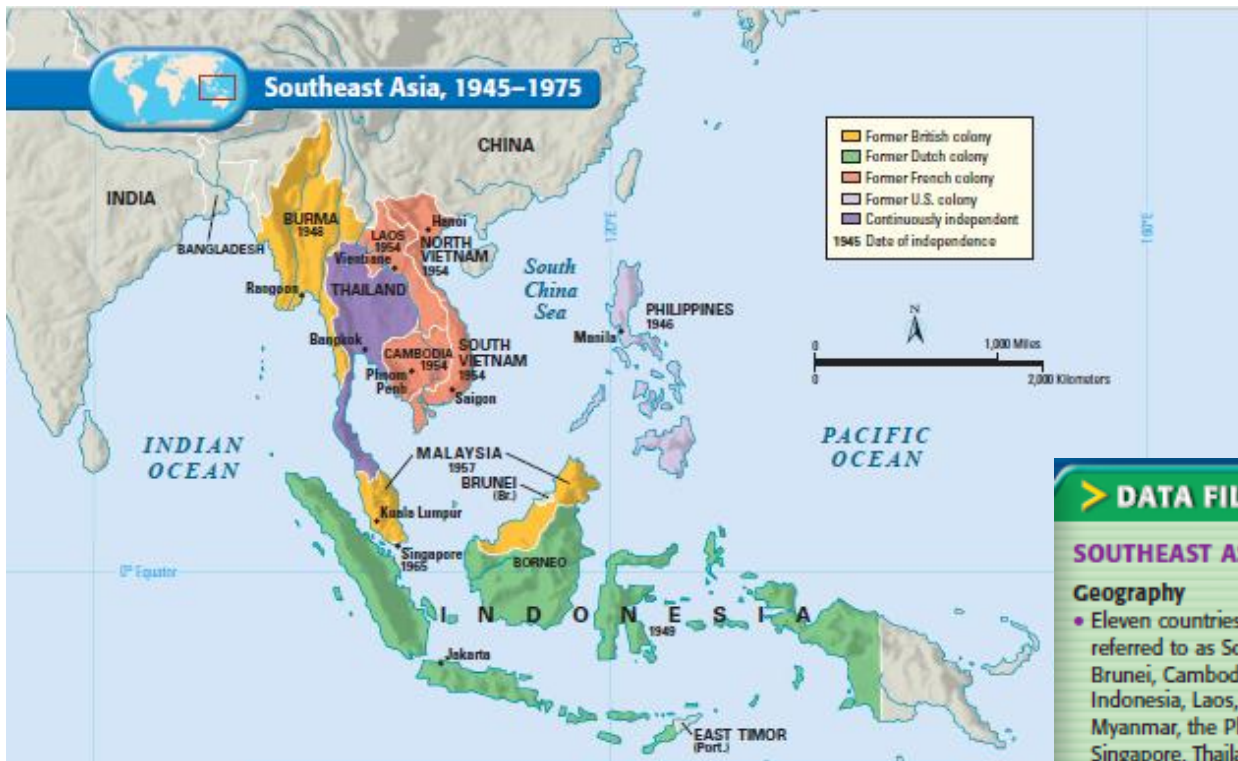 Southeast Asia, 1945–1975
CHINA
INDIA
BANGLADESH
BURMA
1948
Rangoon
LAOS
1954
Vientiane
Hanoi
NORTH
VIETNAM
1954
THAILAND
Bangkok
CAMBODIA
1954
Phnom
Penh
SOUTH
VIETNAM
1954
Saigon
South
China
Sea
PHILIPPINES
1946
Manila
Former British colony
Former Dutch colony
Former French colony
Former U.S. colony
Continuously independent
1945 Date of independence
120°E
160°E
N
0
1,000 Miles
0
2,000 Kilometers
INDIAN
OCEAN
PACIFIC
OCEAN
MALAYSIA
1957
BRUNEI
(Br.)
Kuala Lumpur
Singapore
1965
BORNEO
0° Equator
INDONESIA
1949
Jakarta
EAST TIMOR
(Port.)
> DATA FIL
SOUTHEAST AS
Geography
• Eleven countries
referred to as So
Brunei, Cambod
Indonesia, Laos,
Myanmar, the Ph
Singapore, Thaila